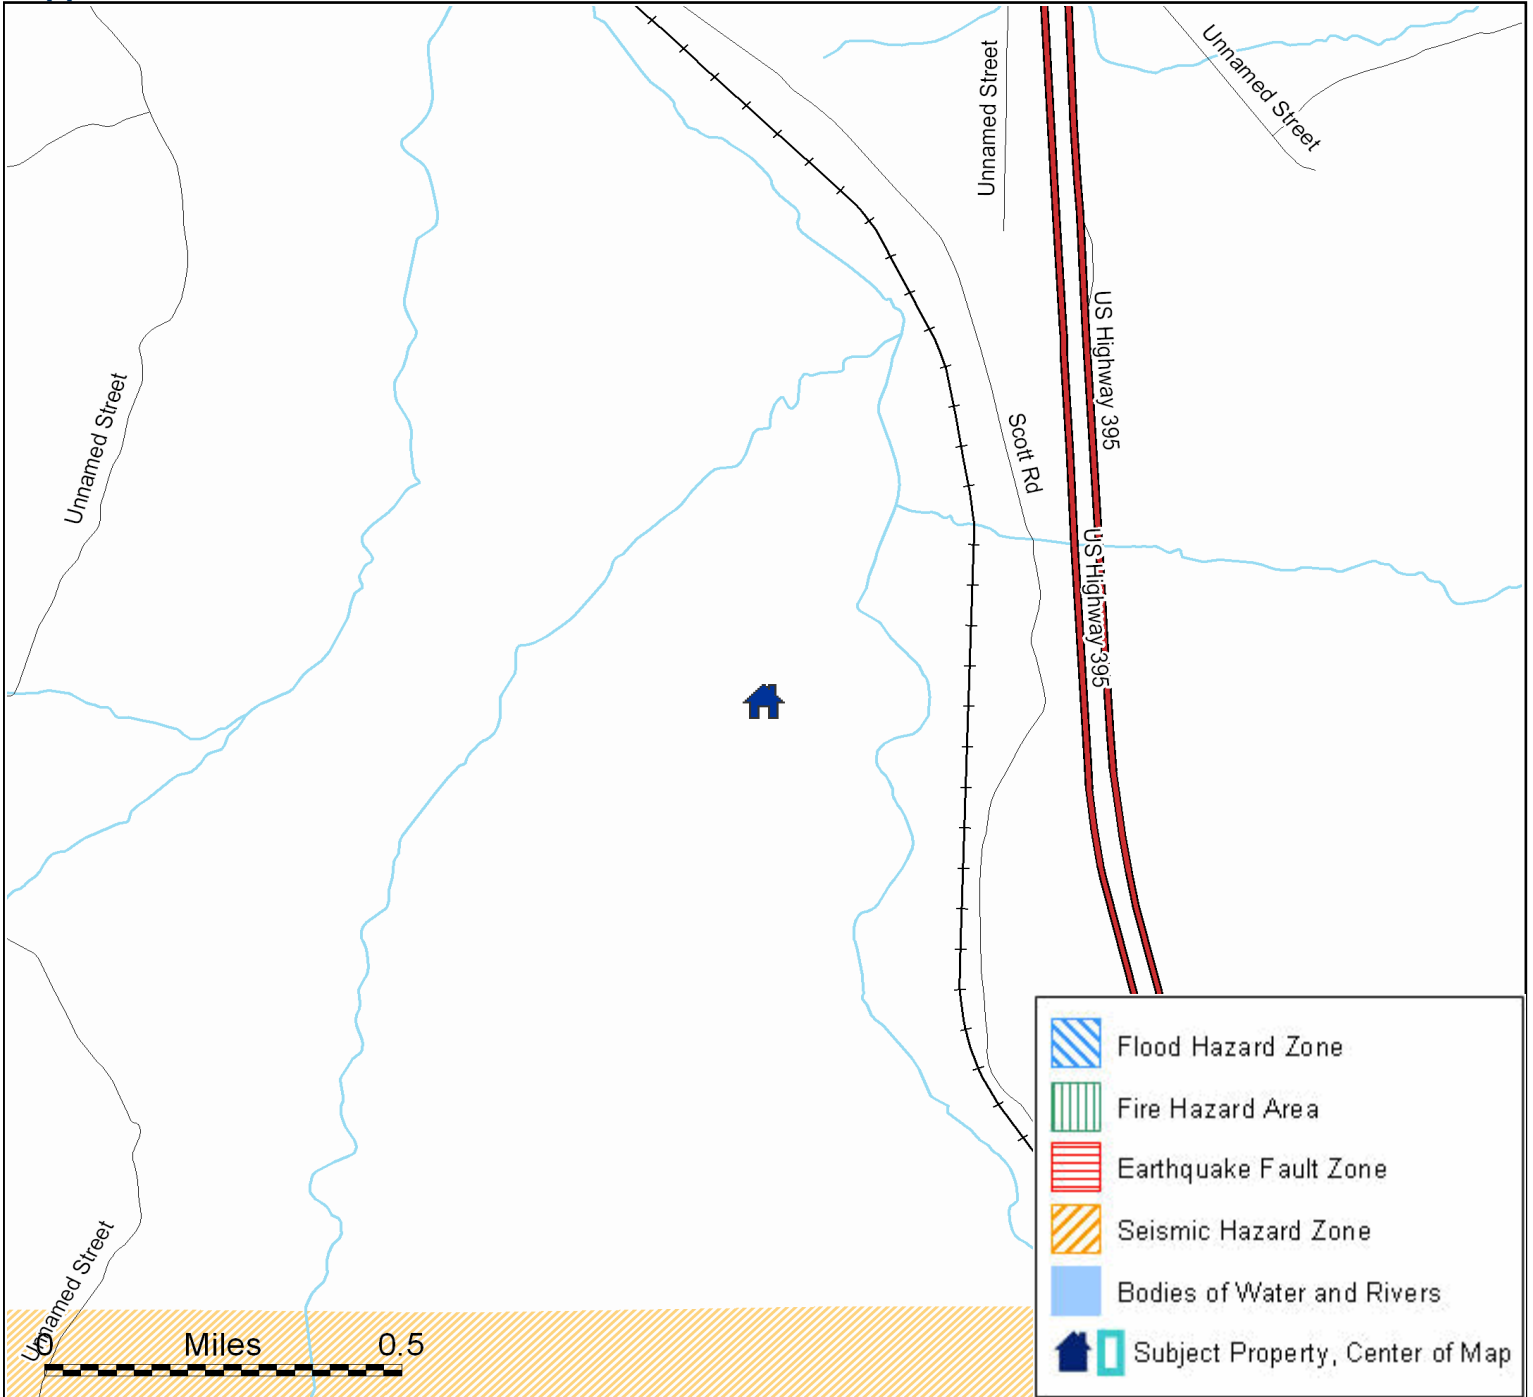 Unnamed Street
Unnamed Street
US Highway 395
Unnamed Street
Scott Rd
US Highway 395
Unnamed Street
0 Miles 0.5
Flood Hazard Zone
Fire Hazard Area
Earthquake Fault Zone
Seismic Hazard Zone
Bodies of Water and Rivers
Subject Property, Center of Map